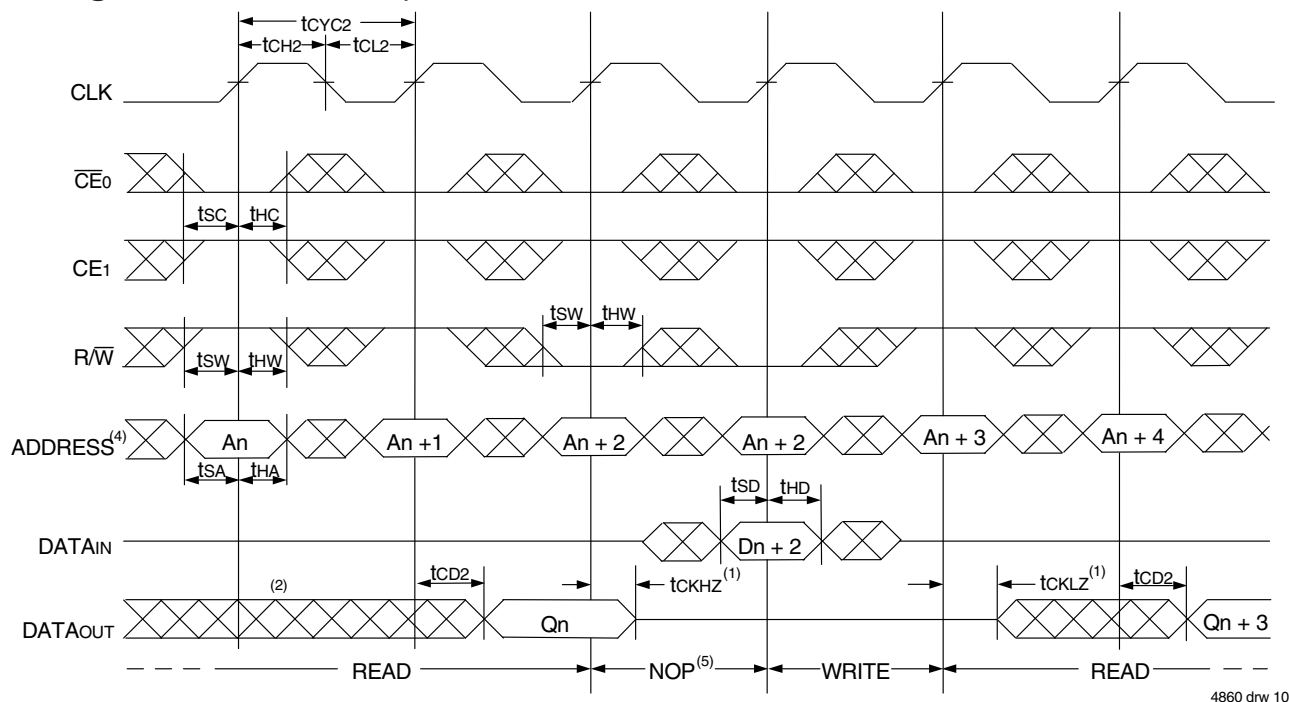 tCYC2
tCH2 tCL2
CLK
CE0
tSC tHC
CE1
tSW tHW
R/W
tSW tHW
ADDRESS(4) An An +1 An + 2 An + 2 An + 3 An + 4
tSA tHA
tSD tHD
DATAIN Dn + 2
(2) tCD2 tCKHZ(1) tCKLZ(1) tCD2
DATAOUT Qn Qn + 3
READ NOP(5) WRITE READ
4860 drw 10